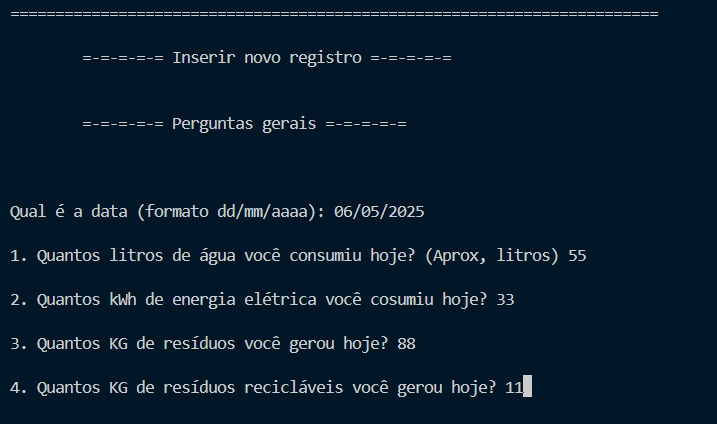 ========================================================================
=-=-=-=-= Inserir novo registro =-=-=-=-=
=-=-=-=-= Perguntas gerais =-=-=-=-=
Qual é a data (formato dd/mm/aaaa): 06/05/2025
1. Quantos litros de água você consumiu hoje? (Aprox, litros) 55
2. Quantos kWh de energia elétrica você cosumiu hoje? 33
3. Quantos KG de resíduos você gerou hoje? 88
4. Quantos KG de resíduos recicláveis você gerou hoje? 11